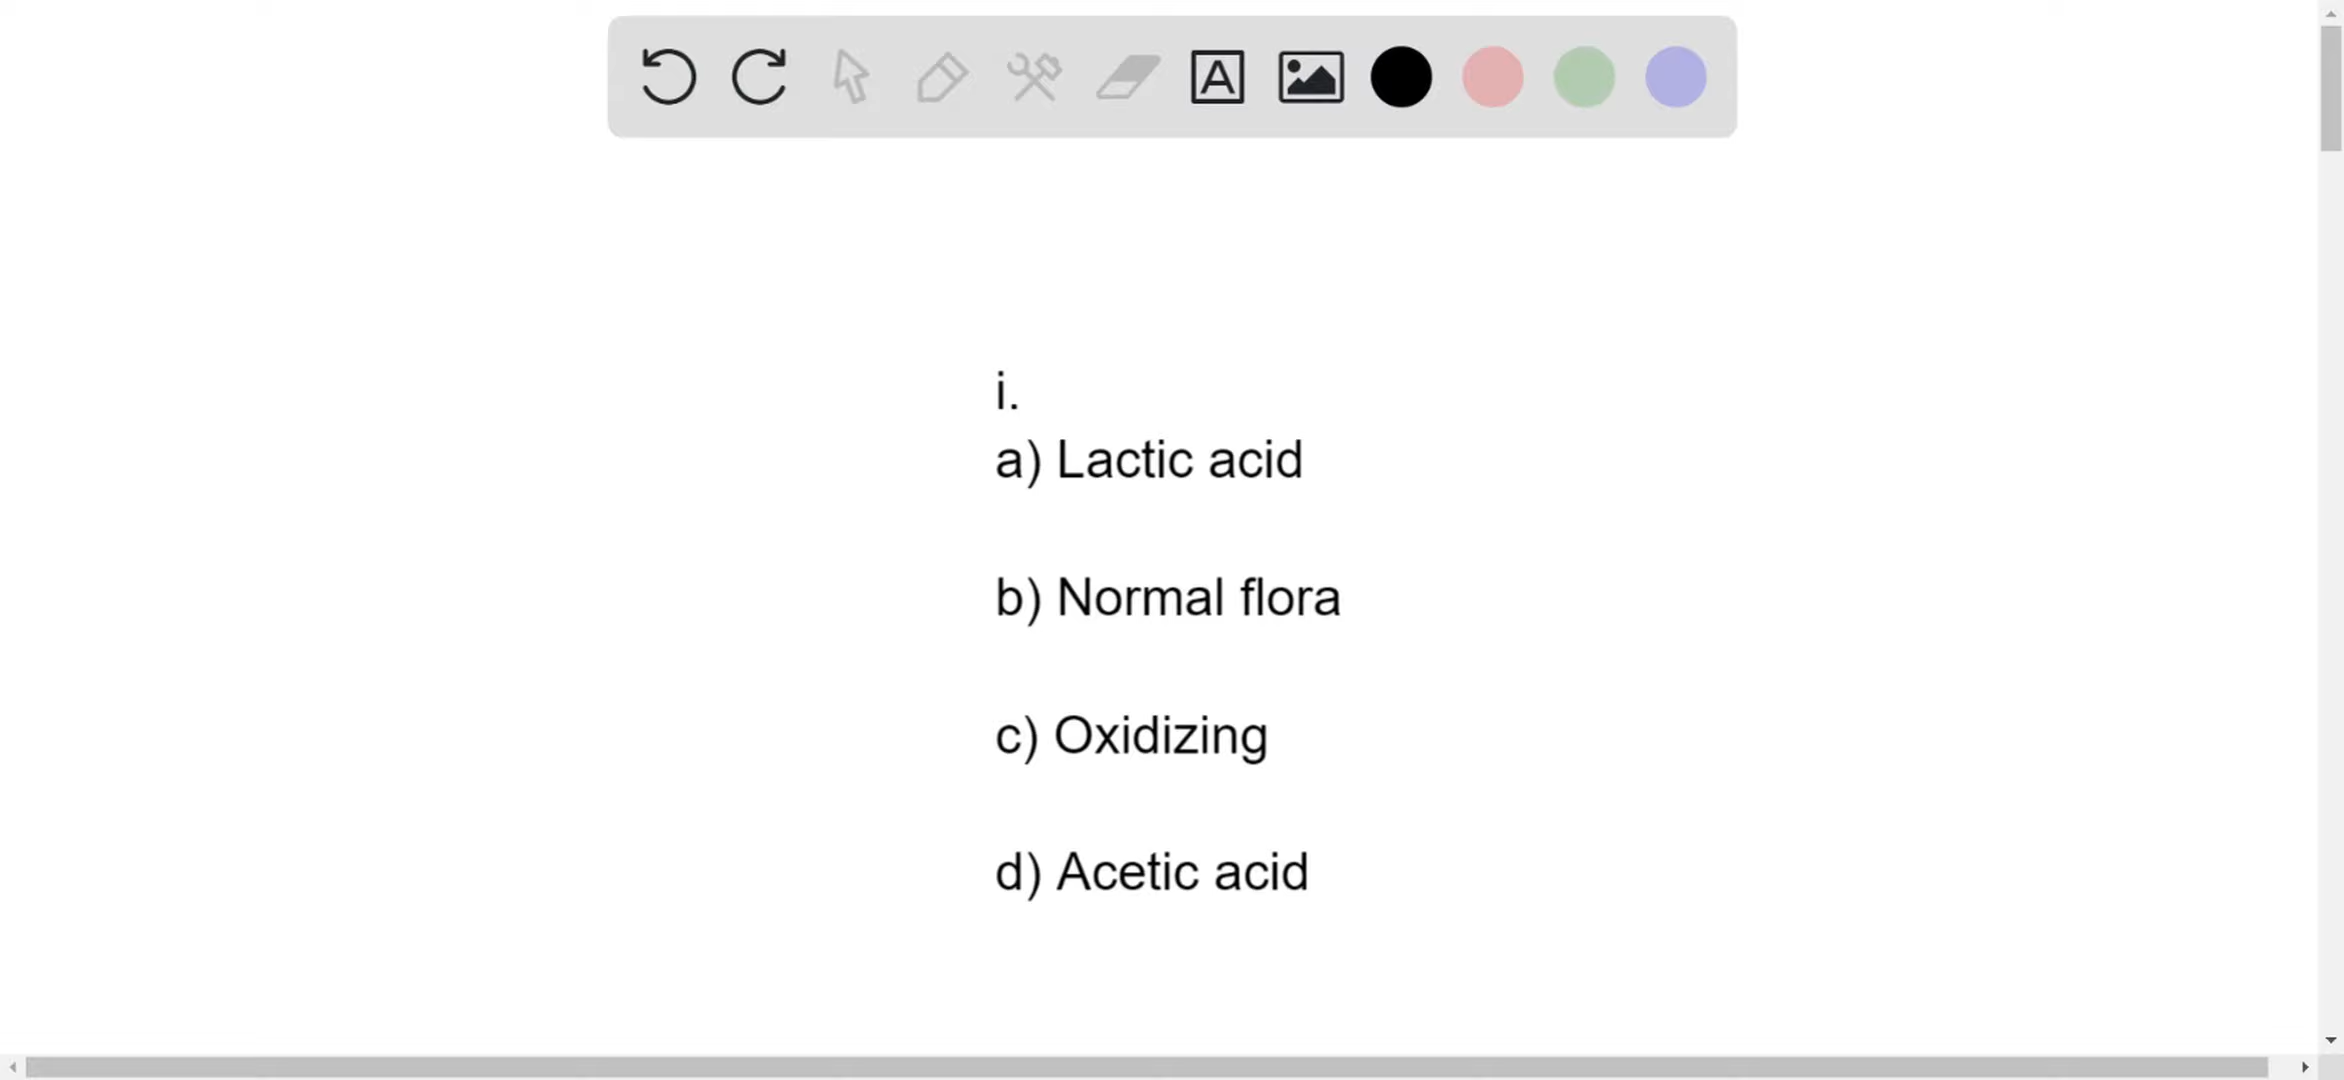 A
i.
a) Lactic acid
b) Normal flora
c) Oxidizing
d) Acetic acid